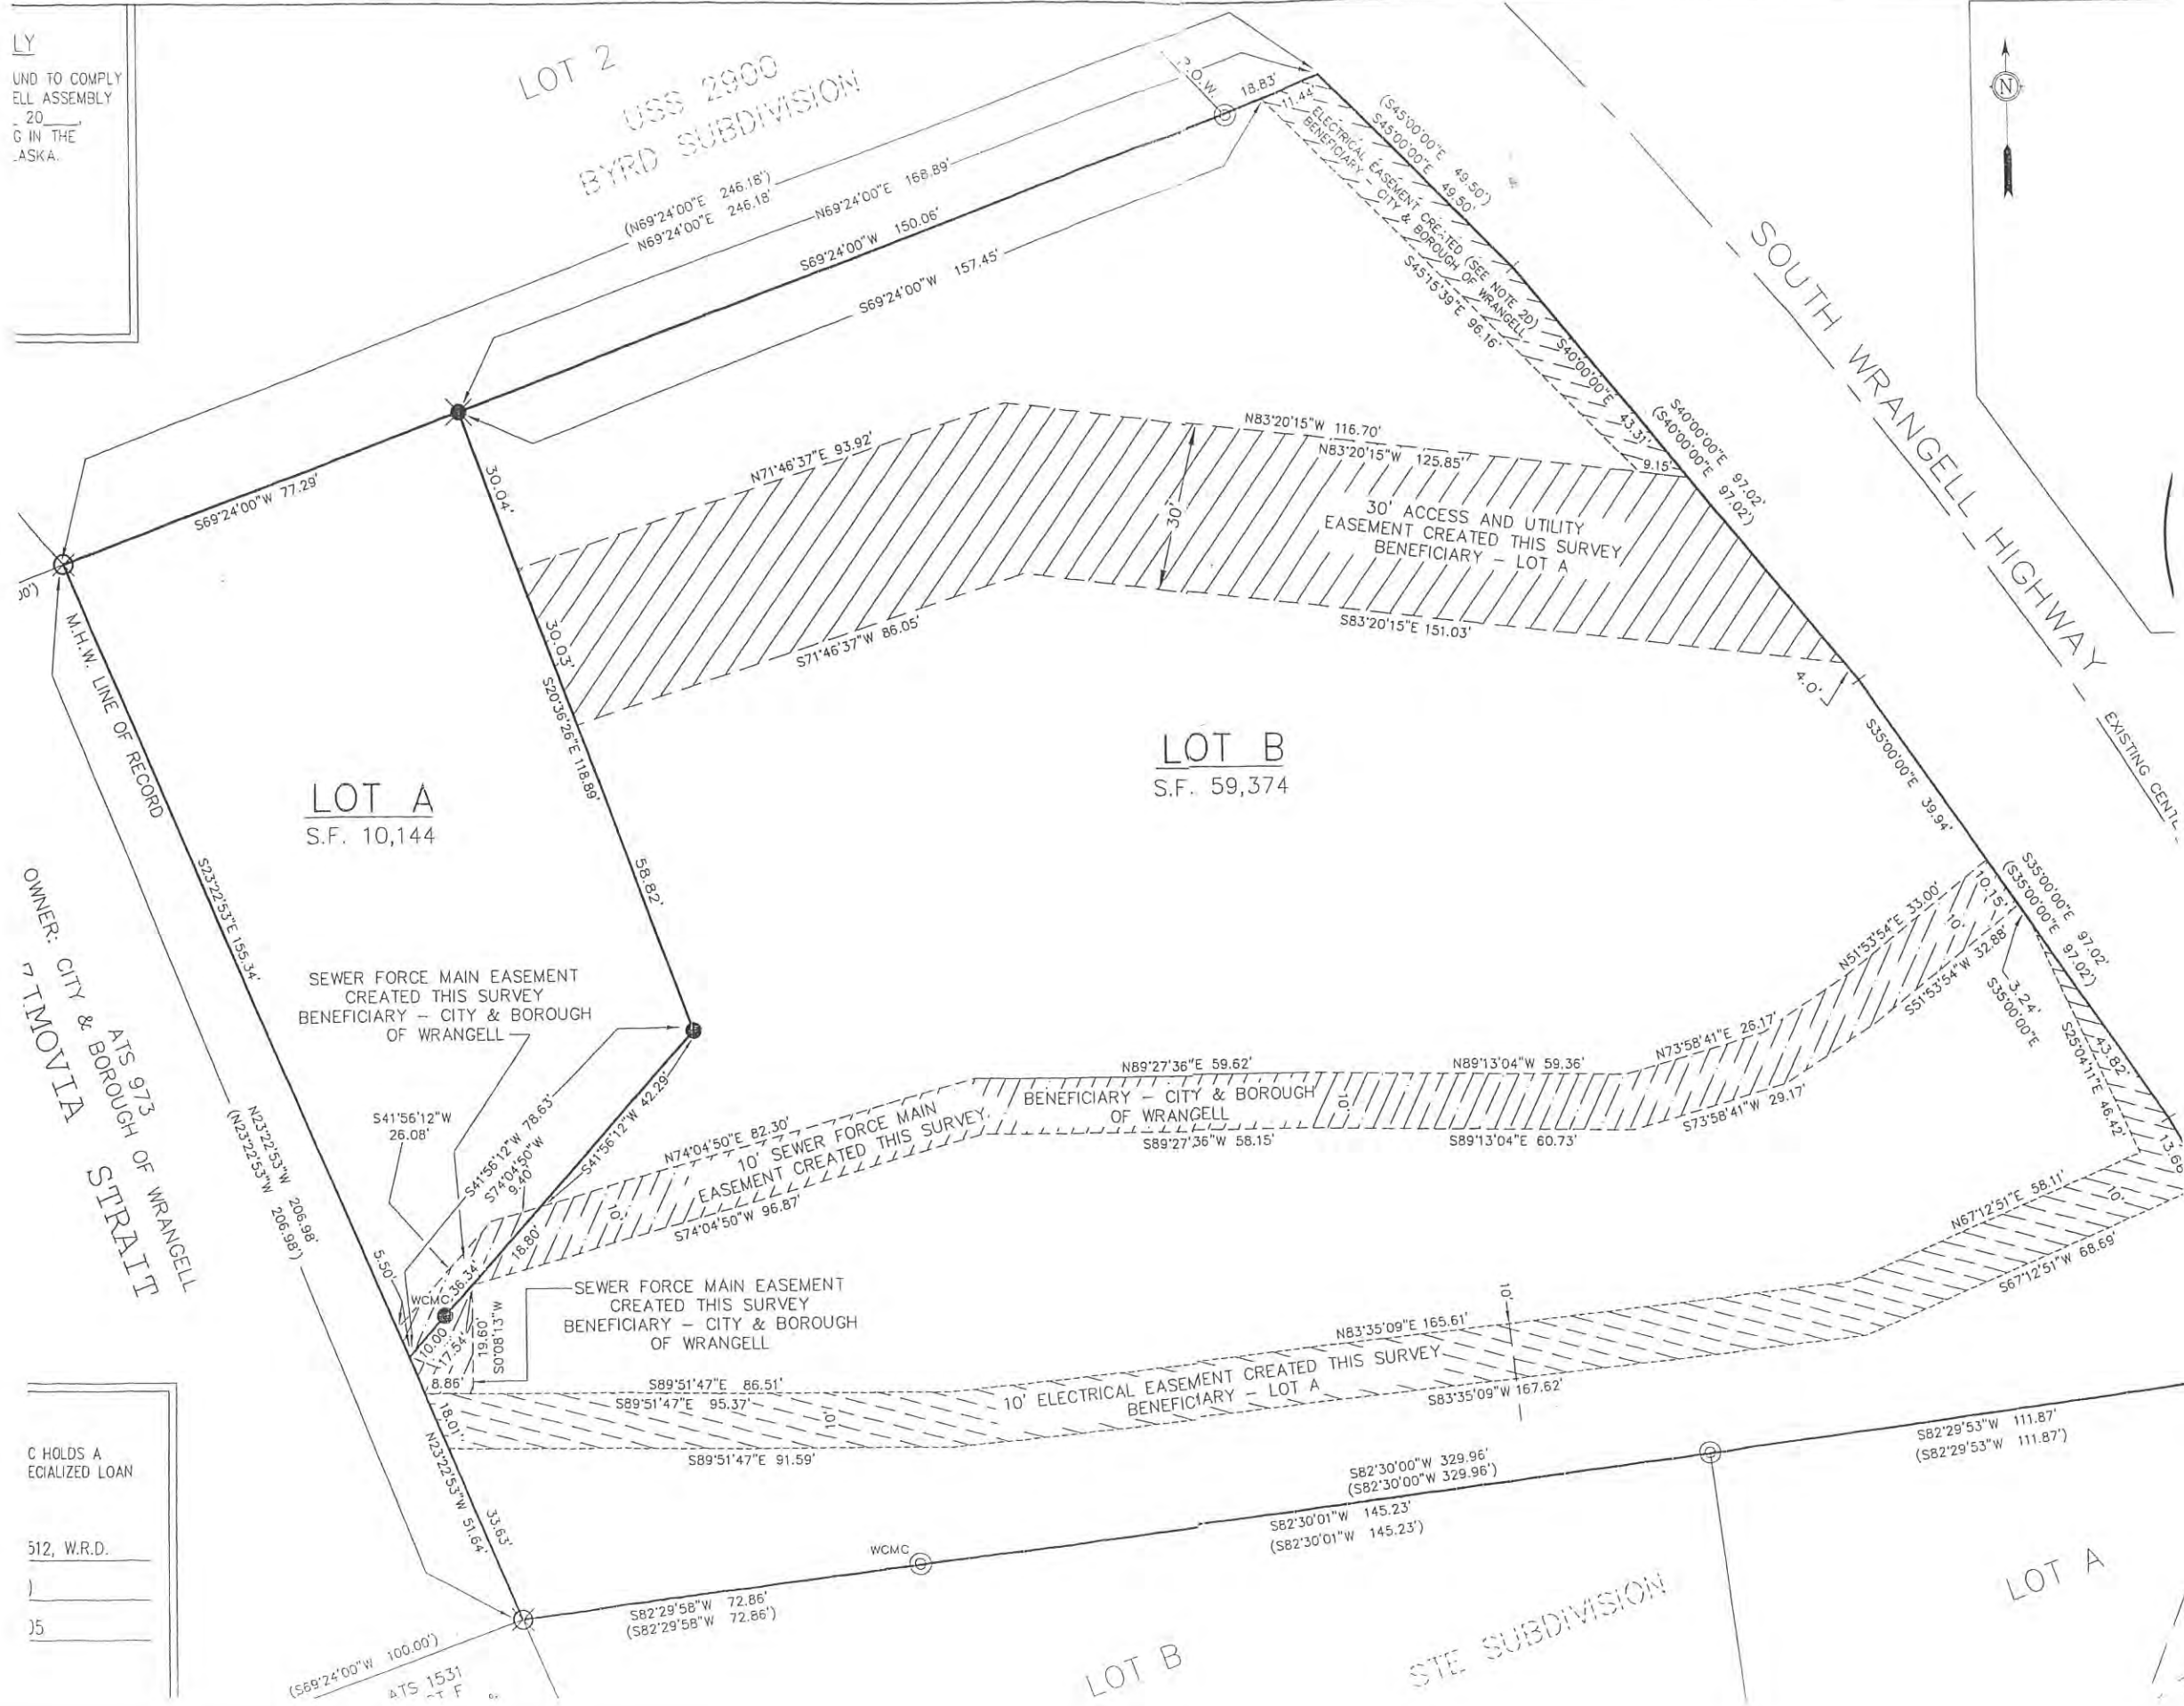 LY
UND TO COMPLY
ELL ASSEMBLY
20____,
G IN THE
ASKA.
LOT 2
USS 2900
BYRD SUBDIVISION
N
(N69°24'00"E 246.18')
N69°24'00"E 246.18'
N69°24'00"E 168.89'
S69°24'00"W 150.06'
S69°24'00"W 157.45'
18.83'
11.44'
ELECTRICAL EASEMENT CREATED (SEE NOTE 2D)
BENEFICIARY - CITY & BOROUGH OF WRANGELL
(S45°00'00"E 49.50')
S45°00'00"E 49.50'
S45°15'39"E 96.16'
S40°00'00"E 43.31'
S40°00'00"E 97.02'
(S40°00'00"E 97.02')
9.15'
SOUTH WRANGELL HIGHWAY
EXISTING
S69°24'00"W 77.29'
30.04'
N71°46'37"E 93.92'
N83°20'15"W 116.70'
N83°20'15"W 125.85'
30'
30' ACCESS AND UTILITY
EASEMENT CREATED THIS SURVEY
BENEFICIARY - LOT A
30.03'
S71°46'37"W 86.05'
S83°20'15"E 151.03'
4.0'
00')
M.H.W. LINE OF RECORD
S20°36'26"E 118.89'
LOT A
S.F. 10,144
LOT B
S.F. 59,374
S35°00'00"E 39.94'
58.82'
S23°22'53"E 155.34'
OWNER: CITY & BOROUGH OF WRANGELL
ATS 973
STRAIT
N23°22'53"W 206.98'
(N23°22'53"W 206.98')
SEWER FORCE MAIN EASEMENT
CREATED THIS SURVEY
BENEFICIARY - CITY & BOROUGH
OF WRANGELL
S35°00'00"E 97.02'
(S35°00'00"E 97.02')
10.15'
10'
N51°53'54"E 33.00'
S51°53'54"W 32.88'
3.24'
S35°00'00"E
43.82'
S25°04'11"E 46.42'
S41°56'12"W
26.08'
S41°56'12"W 78.63'
S74°04'50"W
9.40'
S41°56'12"W 42.29'
N74°04'50"E 82.30'
10' SEWER FORCE MAIN
EASEMENT CREATED THIS SURVEY
BENEFICIARY - CITY & BOROUGH
OF WRANGELL
N89°27'36"E 59.62'
N89°13'04"W 59.36'
N73°58'41"E 26.17'
S89°27'36"W 58.15'
10'
S89°13'04"E 60.73'
S73°58'41"W 29.17'
10'
S74°04'50"W 96.87'
18.80'
5.50'
36.34'
WCMC
10.00'
17.54'
8.86'
19.60'
S0°08'13"W
SEWER FORCE MAIN EASEMENT
CREATED THIS SURVEY
BENEFICIARY - CITY & BOROUGH
OF WRANGELL
N67°12'51"E 58.11'
10'
S67°12'51"W 68.69'
10'
N83°35'09"E 165.61'
S89°51'47"E 86.51'
S89°51'47"E 95.37'
10'
10' ELECTRICAL EASEMENT CREATED THIS SURVEY
BENEFICIARY - LOT A
S83°35'09"W 167.62'
18.01'
S89°51'47"E 91.59'
N23°22'53"W 51.64'
33.63'
S82°29'53"W 111.87'
(S82°29'53"W 111.87')
S82°30'00"W 329.96'
(S82°30'00"W 329.96')
S82°30'01"W 145.23'
(S82°30'01"W 145.23')
WCMC
S82°29'58"W 72.86'
(S82°29'58"W 72.86')
(S69°24'00"W 100.00')
ATS 1531
LOT B
STE SUBDIVISION
LOT A
C HOLDS A
ECIALIZED LOAN
512, W.R.D.
)
05